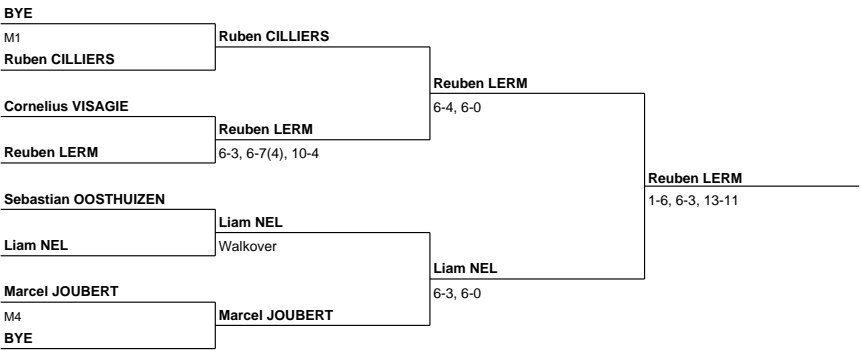 BYE
M1
Ruben CILLIERS
Ruben CILLIERS
Cornelius VISAGIE
Reuben LERM
Reuben LERM
6-3, 6-7(4), 10-4
Reuben LERM
6-4, 6-0
Sebastian OOSTHUIZEN
Liam NEL
Liam NEL
Walkover
Marcel JOUBERT
M4
BYE
Marcel JOUBERT
Liam NEL
6-3, 6-0
Reuben LERM
1-6, 6-3, 13-11